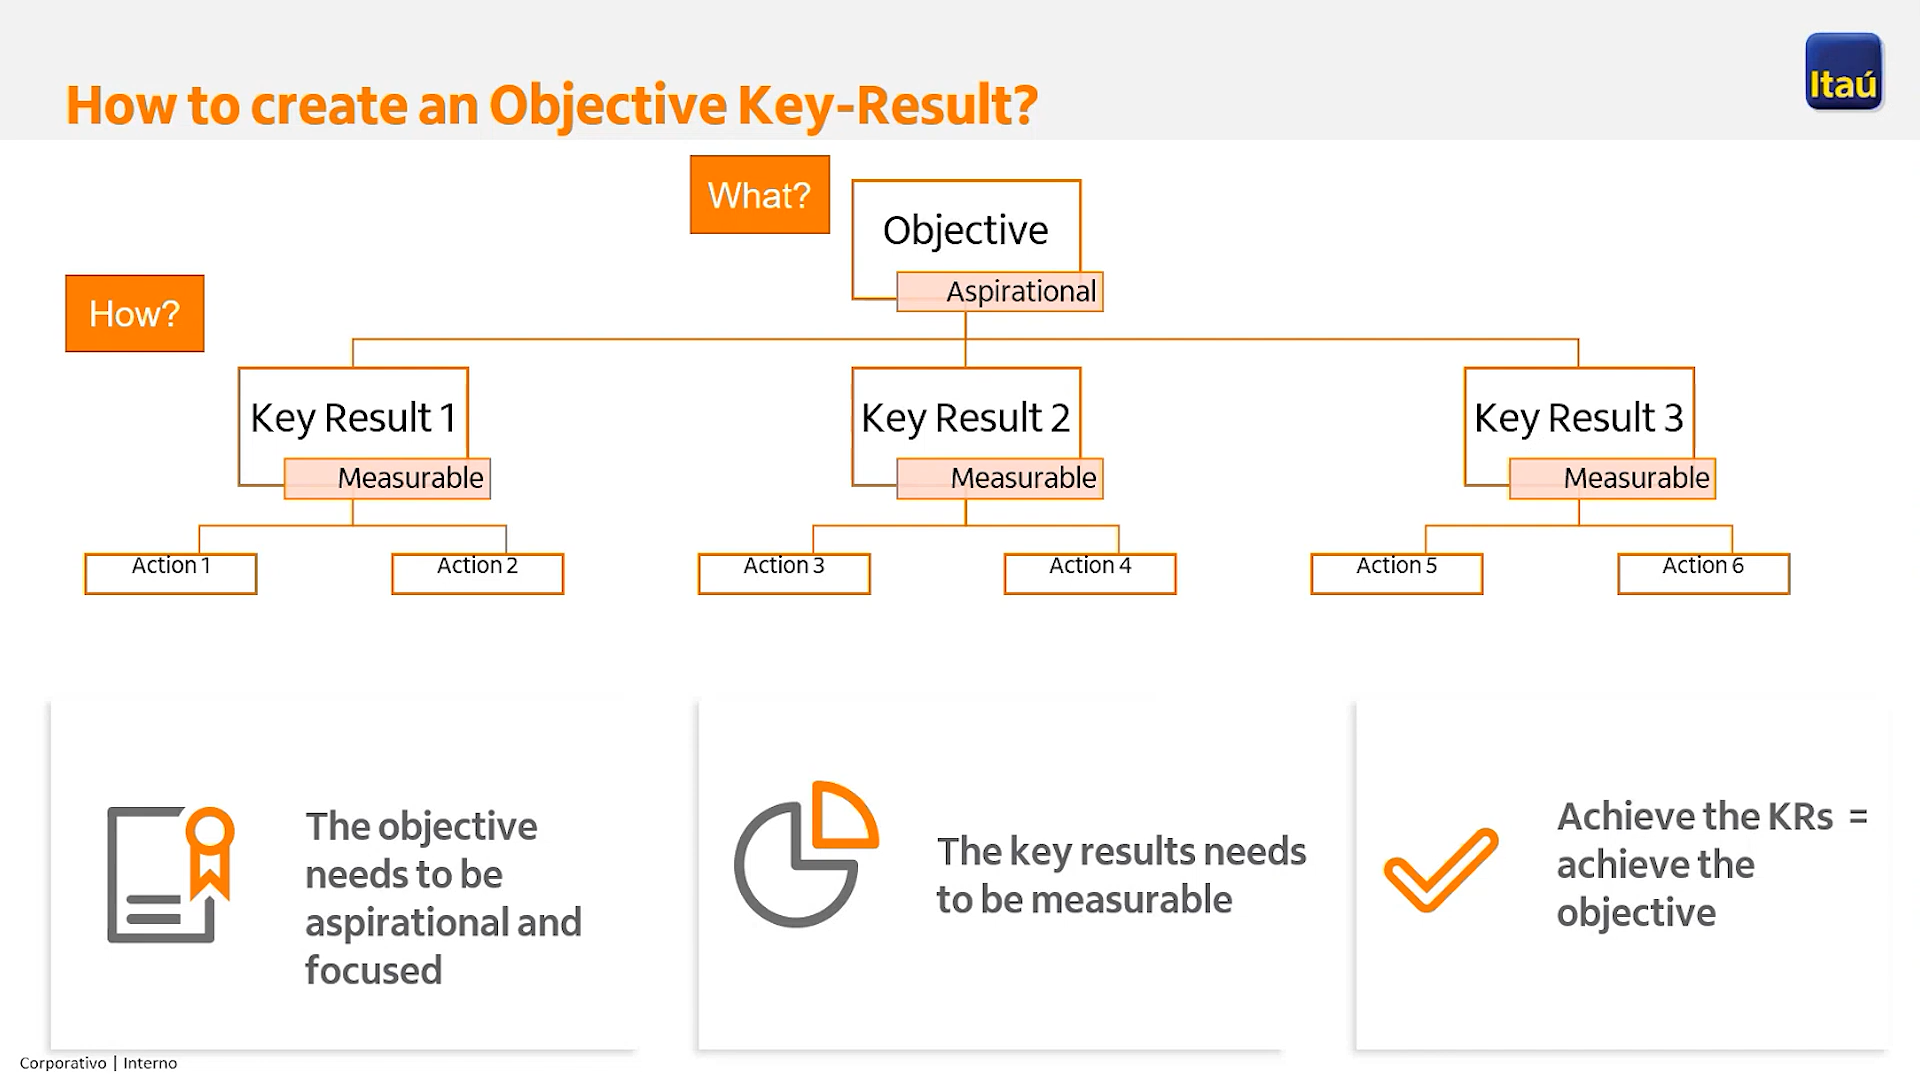 How to create an Objective Key-Result?
Itaú
What?
Objective
Aspirational
How?
Key Result 1
Key Result 2
Key Result 3
Measurable
Measurable
Measurable
Action 1
Action 2
Action 3
Action 4
Action 5
Action 6
The objective
needs to be
aspirational and
focused
The key results needs
to be measurable
Achieve the KRs =
achieve the
objective
Corporativo | Interno